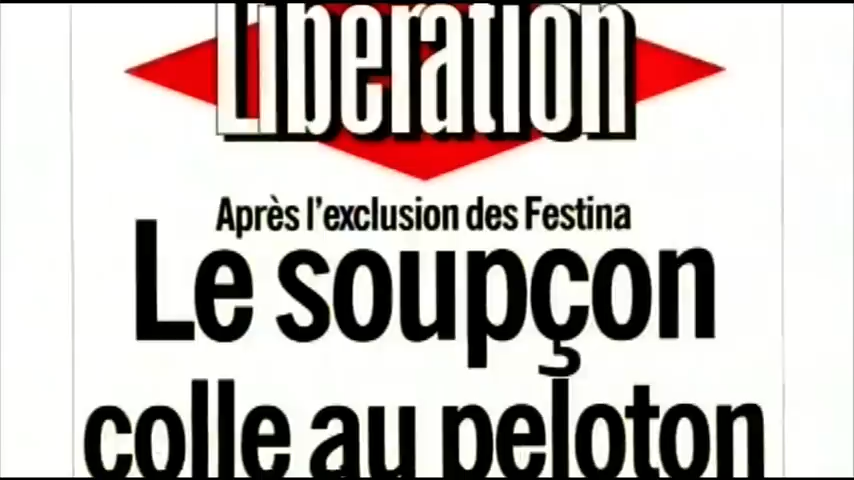 Libération
Après l'exclusion des Festina
Le soupçon
colle au peloton